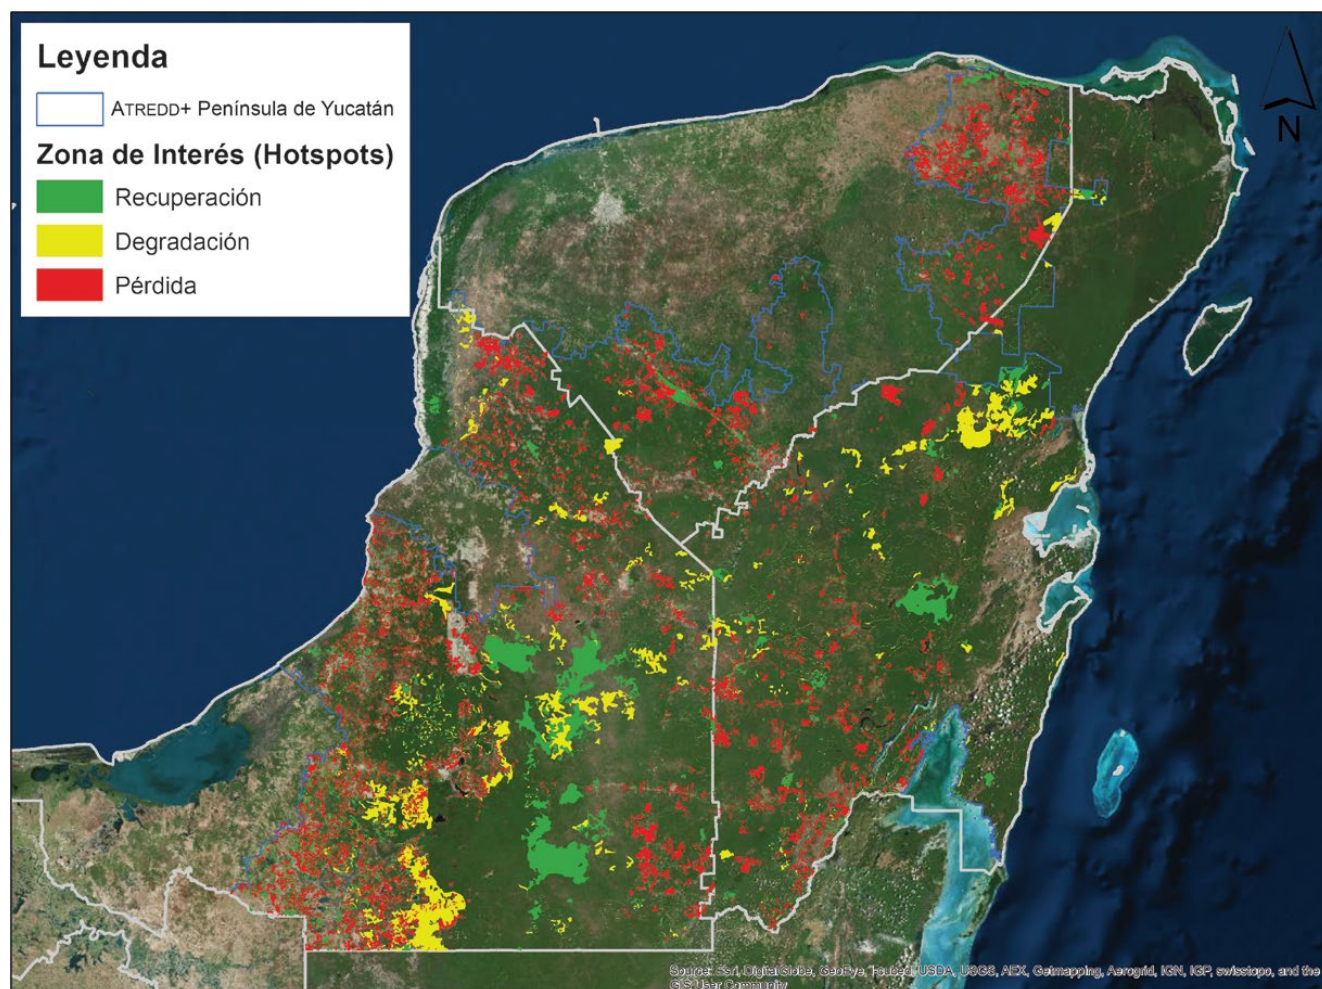 Leyenda
ATREDD+ Península de Yucatán
Zona de Interés (Hotspots)
Recuperación
Degradación
Pérdida
N
Source: Esri, DigitalGlobe, GeoEye, i-cubed, USDA, USGS, AEX, Getmapping, Aerogrid, IGN, IGP, swisstopo, and the
GIS User Community